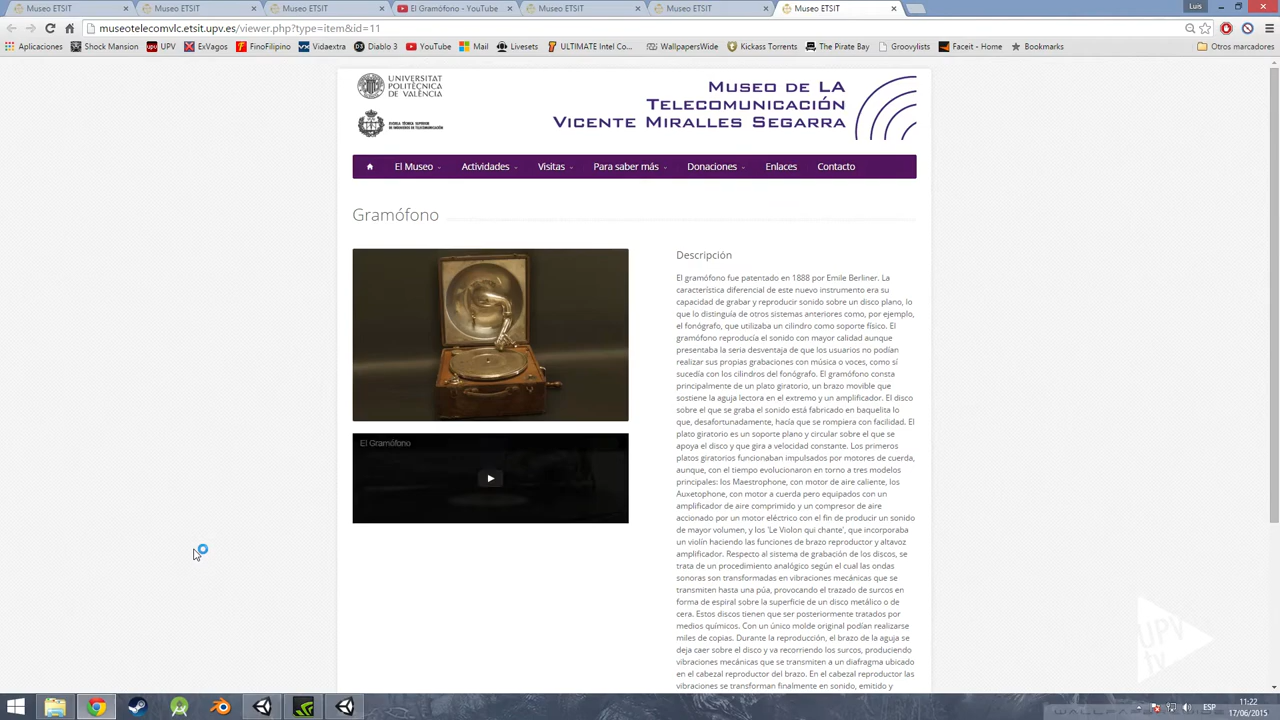 Museo ETSIT
Museo ETSIT
Museo ETSIT
El Gramófono - YouTube
Museo ETSIT
Museo ETSIT
Museo ETSIT
Luis
museotelecomvlc.etsit.upv.es/viewer.php?type=item&id=11
Aplicaciones
Shock Mansion
UPV
ExVagos
FinoFilipino
Vidaextra
Diablo 3
YouTube
Mail
Livesets
ULTIMATE Intel Co...
WallpapersWide
Kickass Torrents
The Pirate Bay
Groovylists
Faceit - Home
Bookmarks
Otros marcadores
UNIVERSITAT
POLITÈCNICA
DE VALÈNCIA
ESCUELA TÉCNICA SUPERIOR
DE INGENIEROS DE TELECOMUNICACIÓN
Museo de LA
Telecomunicación
Vicente Miralles Segarra
El Museo
Actividades
Visitas
Para saber más
Donaciones
Enlaces
Contacto
Gramófono
El Gramófono
Descripción
El gramófono fue patentado en 1888 por Emile Berliner. La
característica diferencial de este nuevo instrumento era su
capacidad de grabar y reproducir sonido sobre un disco plano, lo
que lo distinguía de otros sistemas anteriores como, por ejemplo,
el fonógrafo, que utilizaba un cilindro como soporte físico. El
gramófono reproducía el sonido con mayor calidad aunque
presentaba la seria desventaja de que los usuarios no podían
realizar sus propias grabaciones con música o voces, como sí
sucedía con los cilindros del fonógrafo. El gramófono consta
principalmente de un plato giratorio, un brazo movible que
sostiene la aguja lectora en el extremo y un amplificador. El disco
sobre el que se graba el sonido está fabricado en baquelita lo
que, desafortunadamente, hacía que se rompiera con facilidad. El
plato giratorio es un soporte plano y circular sobre el que se
apoya el disco y que gira a velocidad constante. Los primeros
platos giratorios funcionaban impulsados por motores de cuerda,
aunque, con el tiempo evolucionaron en torno a tres modelos
principales: los Maestrophone, con motor de aire caliente, los
Auxetophone, con motor a cuerda pero equipados con un
amplificador de aire comprimido y un compresor de aire
accionado por un motor eléctrico con el fin de producir un sonido
de mayor volumen, y los 'Le Violon qui chante', que incorporaba
un violín haciendo las funciones de brazo reproductor y altavoz
amplificador. Respecto al sistema de grabación de los discos, se
trata de un procedimiento analógico según el cual las ondas
sonoras son transformadas en vibraciones mecánicas que se
transmiten hasta una púa, provocando el trazado de surcos en
forma de espiral sobre la superficie de un disco metálico o de
cera. Estos discos tienen que ser posteriormente tratados por
medios químicos. Con un único molde original podían realizarse
miles de copias. Durante la reproducción, el brazo de la aguja se
deja caer sobre el disco y va recorriendo los surcos, produciendo
vibraciones mecánicas que se transmiten a un diafragma ubicado
en el cabezal reproductor del brazo. En el cabezal reproductor las
vibraciones se transforman finalmente en sonido, emitido y
UPV
tv
ESP
11:22
17/06/2015